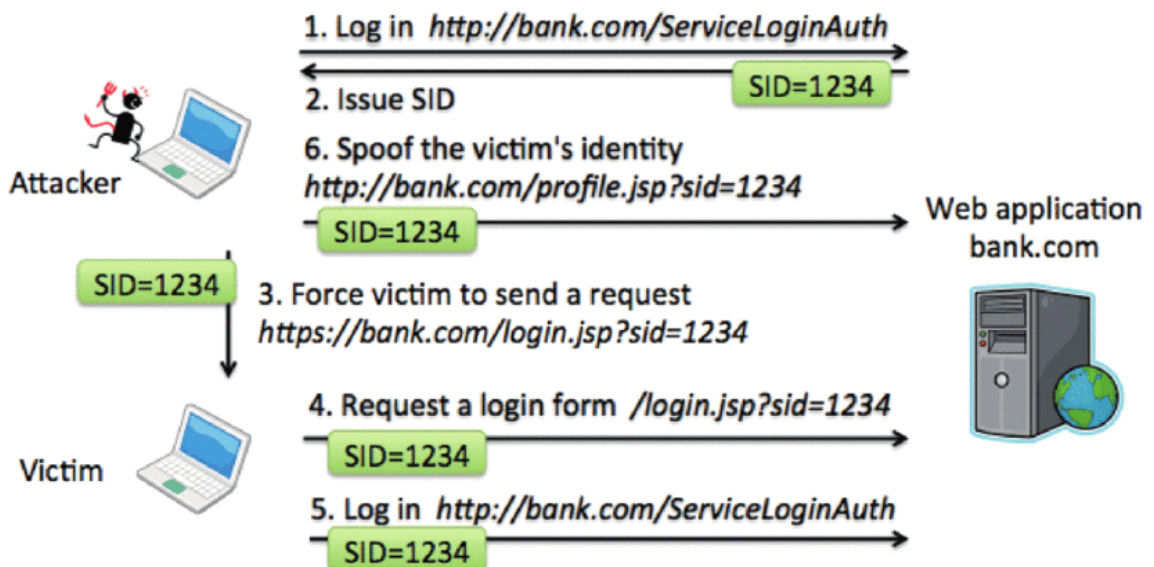 1. Log in http://bank.com/ServiceLoginAuth
SID=1234
2. Issue SID
6. Spoof the victim's identity
http://bank.com/profile.jsp?sid=1234
SID=1234
Attacker
Web application
bank.com
SID=1234
3. Force victim to send a request
https://bank.com/login.jsp?sid=1234
4. Request a login form /login.jsp?sid=1234
SID=1234
Victim
5. Log in http://bank.com/ServiceLoginAuth
SID=1234